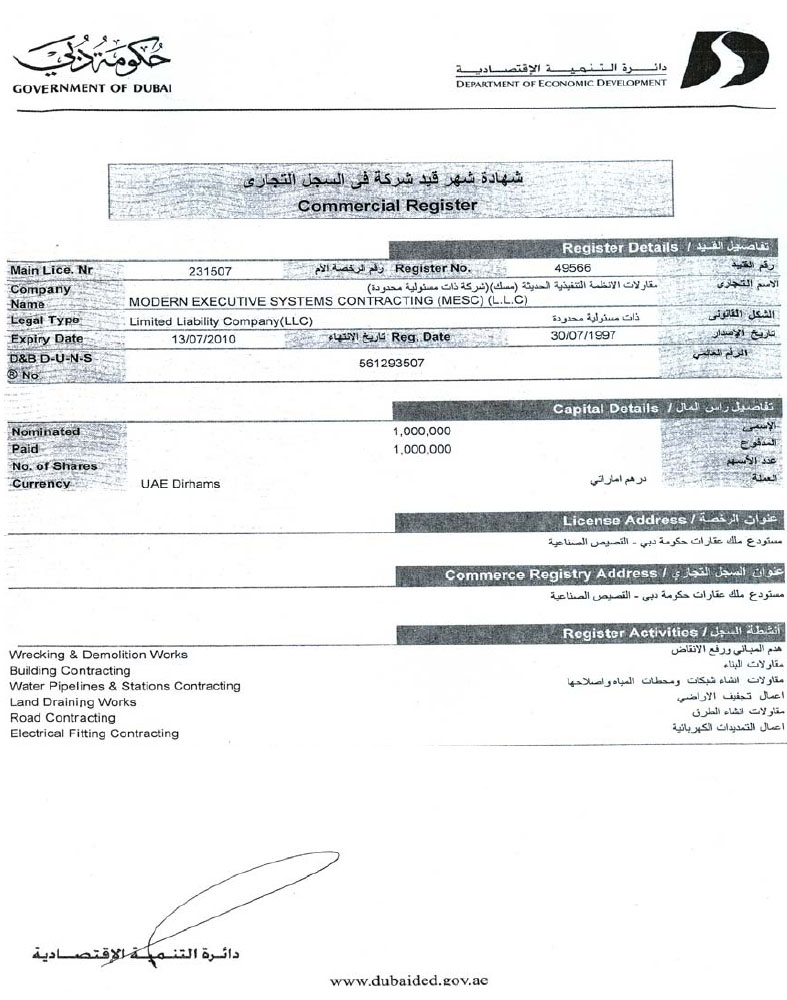 حكومة دبي
GOVERNMENT OF DUBAI
دائرة التنمية الإقتصادية
DEPARTMENT OF ECONOMIC DEVELOPMENT
شهادة شهر قيد شركة في السجل التجارى
Commercial Register
Register Details / تفاصيل القيد
Main Lice. Nr 231507 رقم الرخصة الأم Register No. 49566 رقم القيد
Company Name مقاولات الانظمة التنفيذية الحديثة (مسك)(شركة ذات مسئولية محدودة) الاسم التجارى
MODERN EXECUTIVE SYSTEMS CONTRACTING (MESC) (L.L.C)
Legal Type Limited Liability Company(LLC) ذات مسئولية محدودة الشكل القانونى
Expiry Date 13/07/2010 تاريخ الانتهاء Reg. Date 30/07/1997 تاريخ الإصدار
D&B D-U-N-S ® No 561293507 الرقم العالمي
Capital Details / تفاصيل راس المال
Nominated 1,000,000 الإسمى
Paid 1,000,000 المدفوع
No. of Shares عدد الأسهم
Currency UAE Dirhams درهم اماراتي العملة
License Address / عنوان الرخصة
مستودع ملك عقارات حكومة دبي - القصيص الصناعية
Commerce Registry Address / عنوان السجل التجاري
مستودع ملك عقارات حكومة دبي - القصيص الصناعية
Register Activities / أنشطة السجل
Wrecking & Demolition Works هدم المباني ورفع الانقاض
Building Contracting مقاولات البناء
Water Pipelines & Stations Contracting مقاولات انشاء شبكات ومحطات المياه واصلاحها
Land Draining Works اعمال تجفيف الاراضي
Road Contracting مقاولات انشاء الطرق
Electrical Fitting Contracting اعمال التمديدات الكهربائية
دائرة التنمية الإقتصادية
www.dubaided.gov.ae